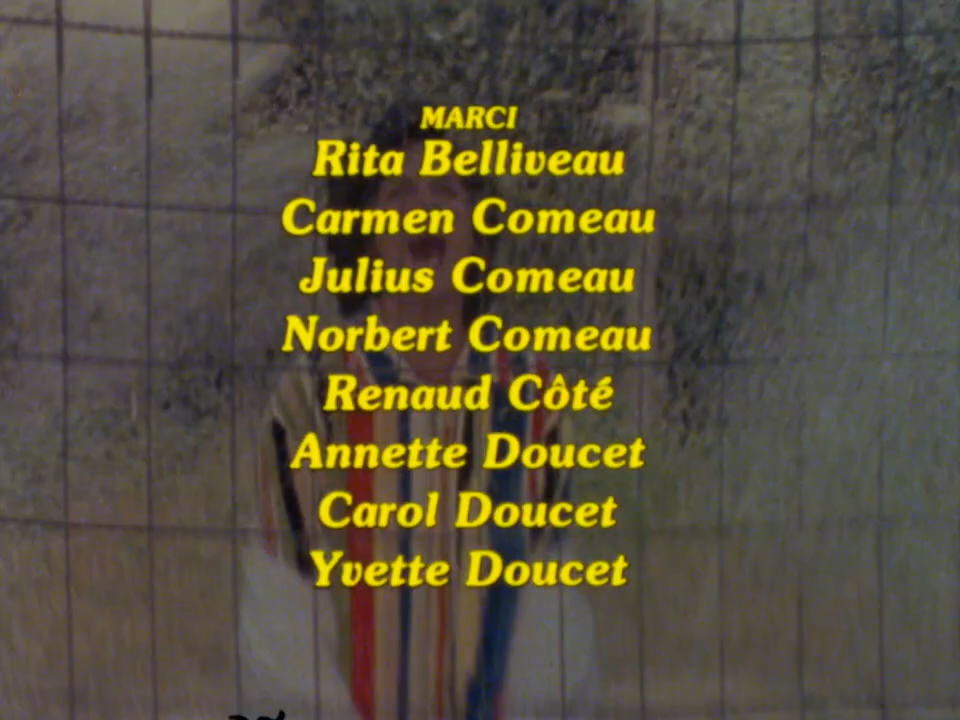 MARCI
Rita Belliveau
Carmen Comeau
Julius Comeau
Norbert Comeau
Renaud Côté
Annette Doucet
Carol Doucet
Yvette Doucet